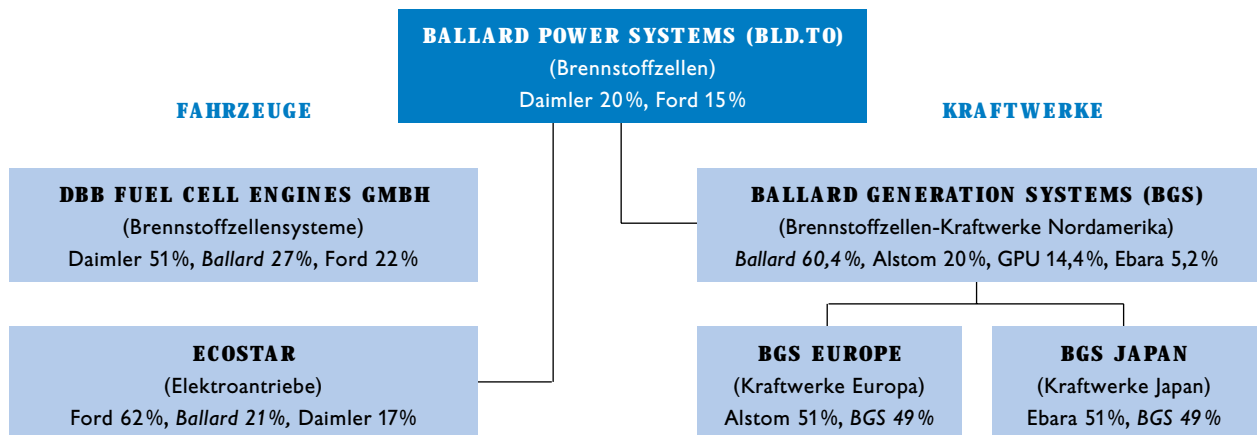 BALLARD POWER SYSTEMS (BLD.TO)
(Brennstoffzellen)
Daimler 20%, Ford 15%
FAHRZEUGE
KRAFTWERKE
DBB FUEL CELL ENGINES GMBH
(Brennstoffzellensysteme)
Daimler 51%, Ballard 27%, Ford 22%
BALLARD GENERATION SYSTEMS (BGS)
(Brennstoffzellen-Kraftwerke Nordamerika)
Ballard 60,4%, Alstom 20%, GPU 14,4%, Ebara 5,2%
ECOSTAR
(Elektroantriebe)
Ford 62%, Ballard 21%, Daimler 17%
BGS EUROPE
(Kraftwerke Europa)
Alstom 51%, BGS 49%
BGS JAPAN
(Kraftwerke Japan)
Ebara 51%, BGS 49%